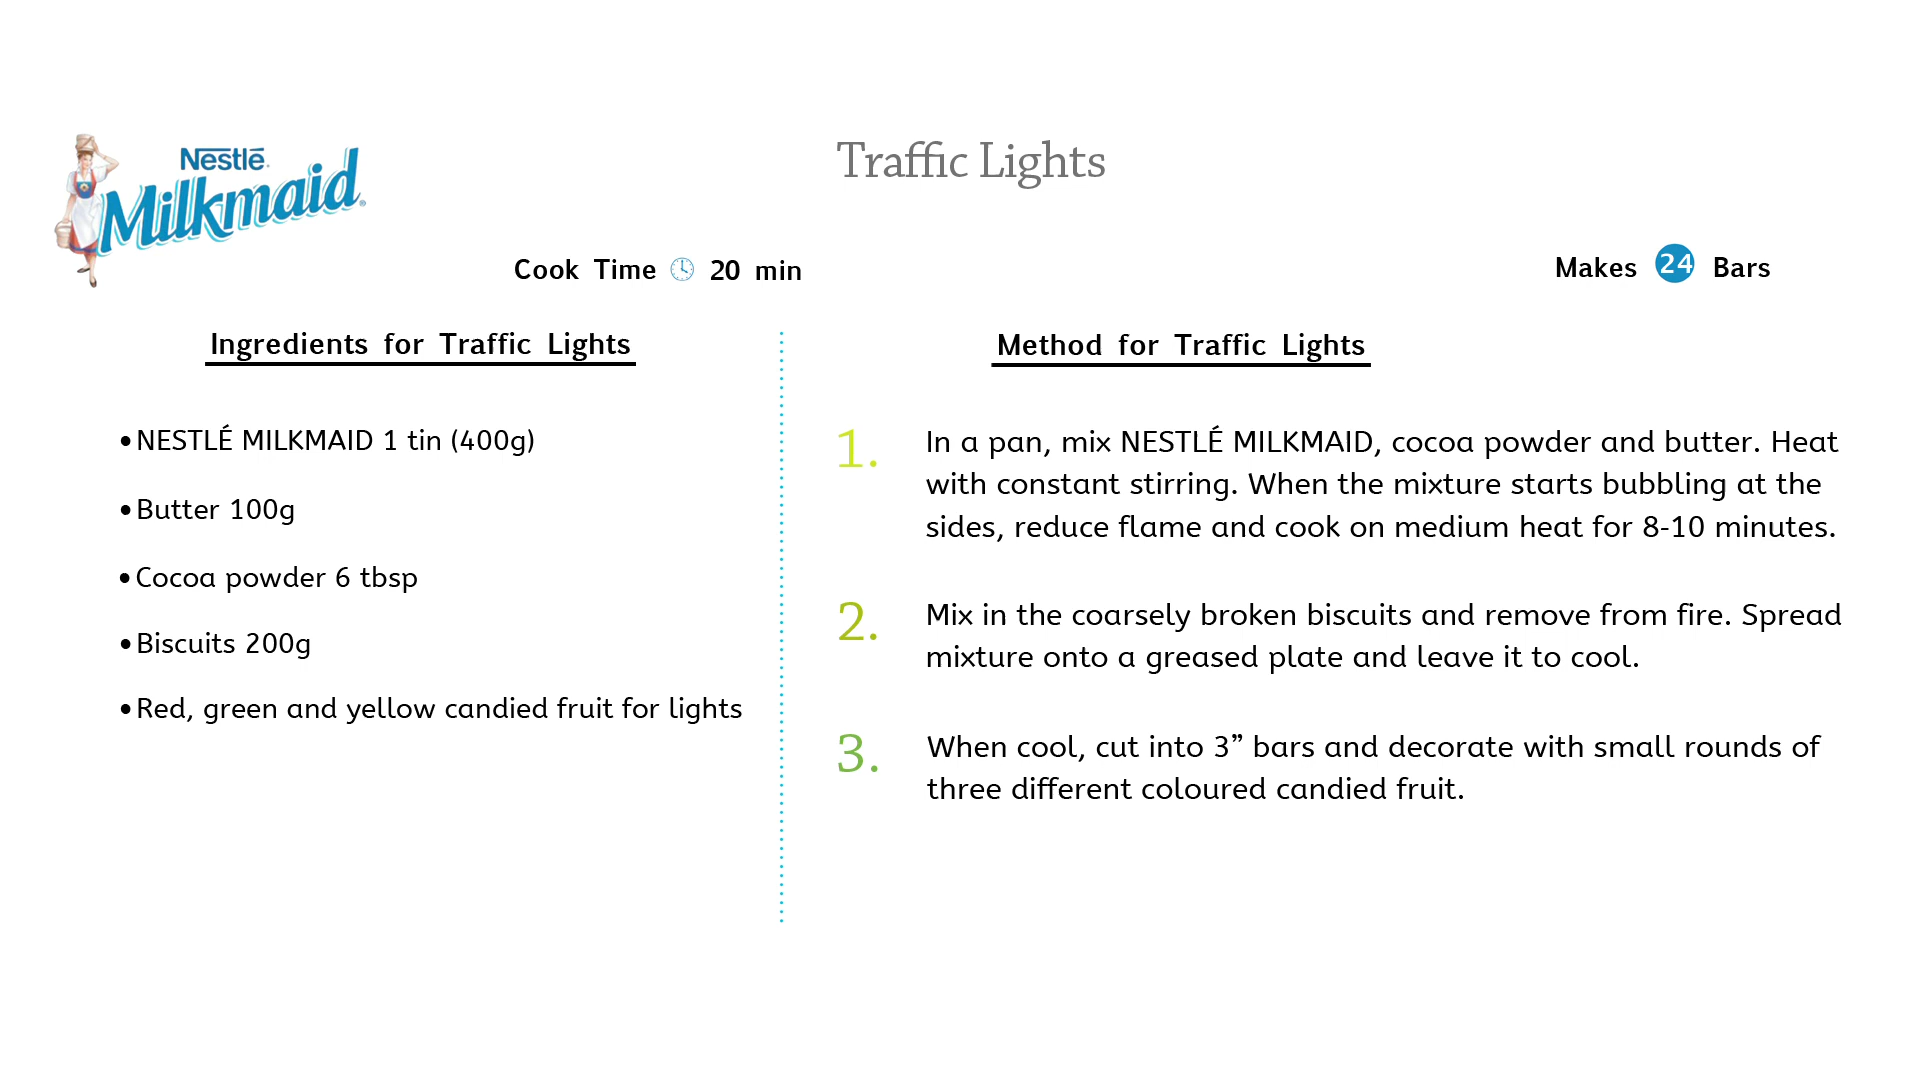 Nestlé
Milkmaid
Traffic Lights
Cook Time 20 min
Makes 24 Bars
Ingredients for Traffic Lights
•NESTLÉ MILKMAID 1 tin (400g)
•Butter 100g
•Cocoa powder 6 tbsp
•Biscuits 200g
•Red, green and yellow candied fruit for lights
Method for Traffic Lights
1. In a pan, mix NESTLÉ MILKMAID, cocoa powder and butter. Heat
with constant stirring. When the mixture starts bubbling at the
sides, reduce flame and cook on medium heat for 8-10 minutes.
2. Mix in the coarsely broken biscuits and remove from fire. Spread
mixture onto a greased plate and leave it to cool.
3. When cool, cut into 3” bars and decorate with small rounds of
three different coloured candied fruit.